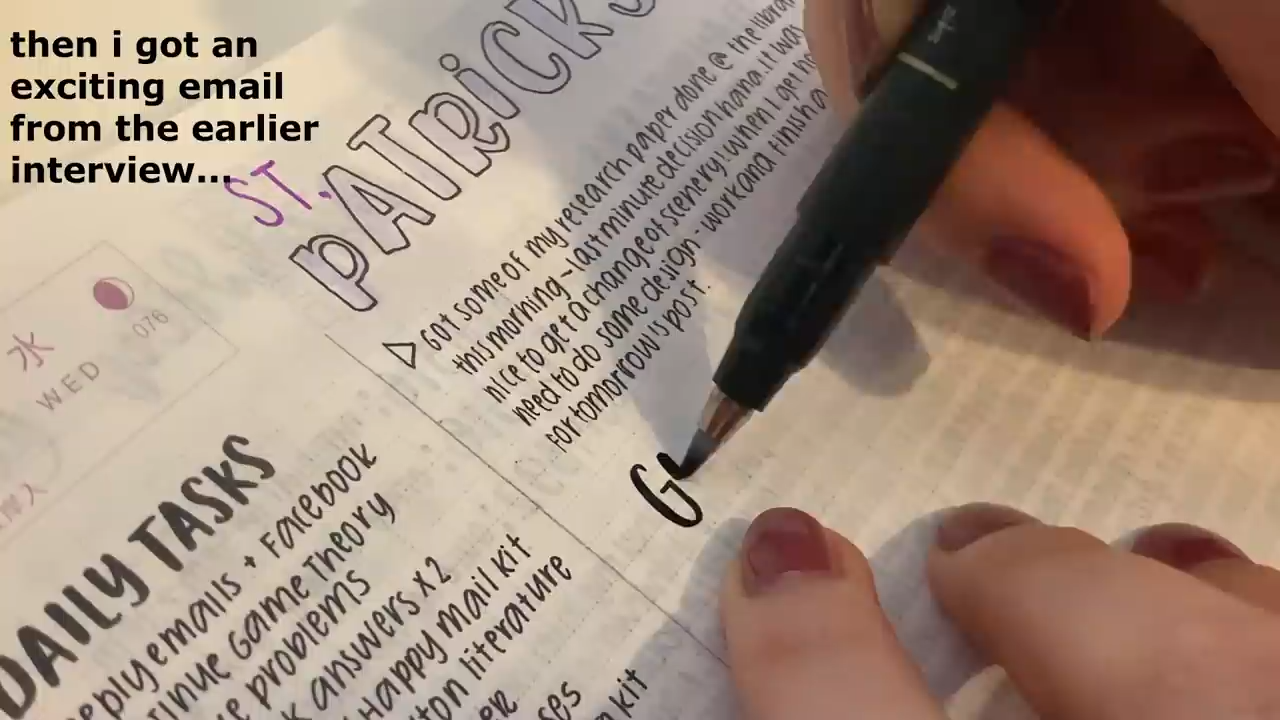 then i got an
exciting email
from the earlier
interview...
ST.
pATRiCK'S
水
WED
076
▷ Got some of my research paper done @ the
this morning ~ last minute decision haha. It was
nice to get a change of scenery! When I get
need to do some design-work and finish
for tomorrow's post.
G
DAILY TASKS
emails + Facebook
Game Theory
problems
answers x2
Happy mail kit
literature
kit